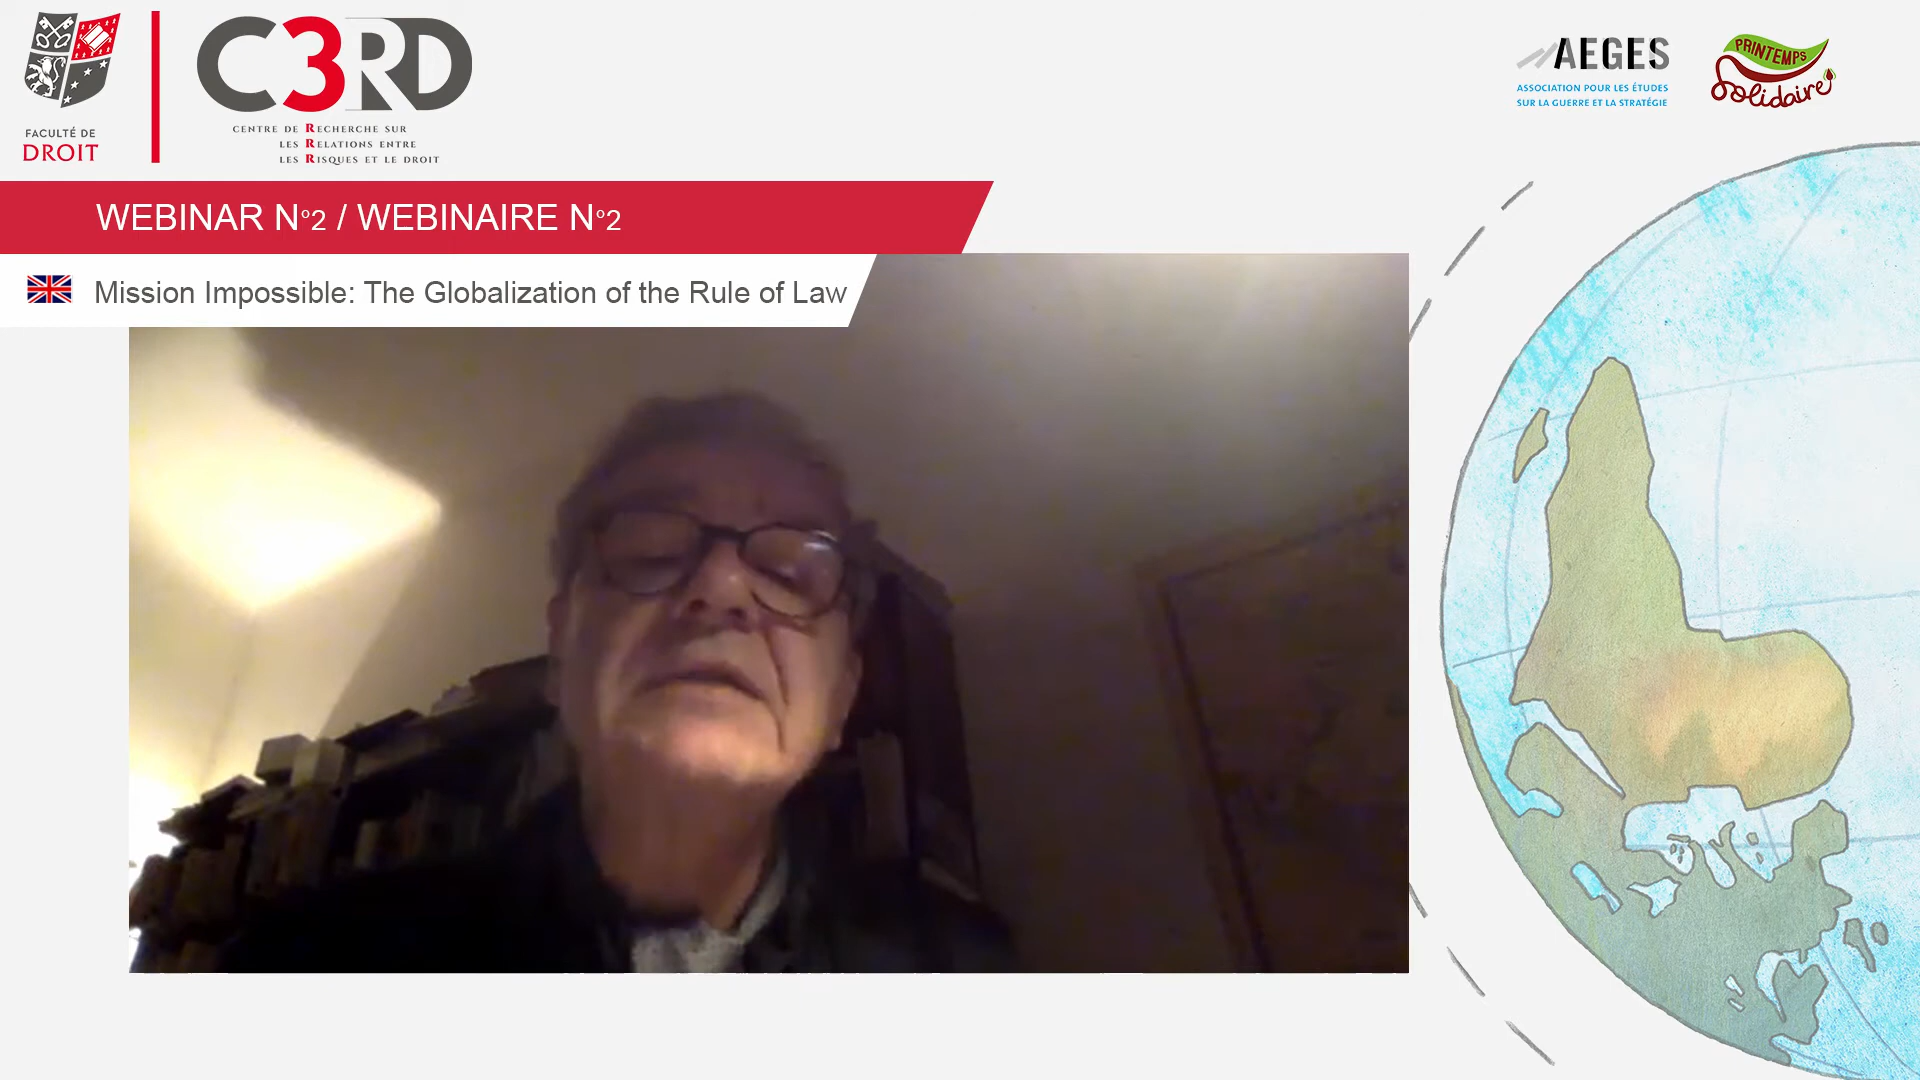 FACULTÉ DE
DROIT
C3RD
CENTRE DE RECHERCHE SUR
LES RELATIONS ENTRE
LES RISQUES ET LE DROIT
AEGES
ASSOCIATION POUR LES ÉTUDES
SUR LA GUERRE ET LA STRATÉGIE
PRINTEMPS
Solidaire
WEBINAR N°2 / WEBINAIRE N°2
Mission Impossible: The Globalization of the Rule of Law